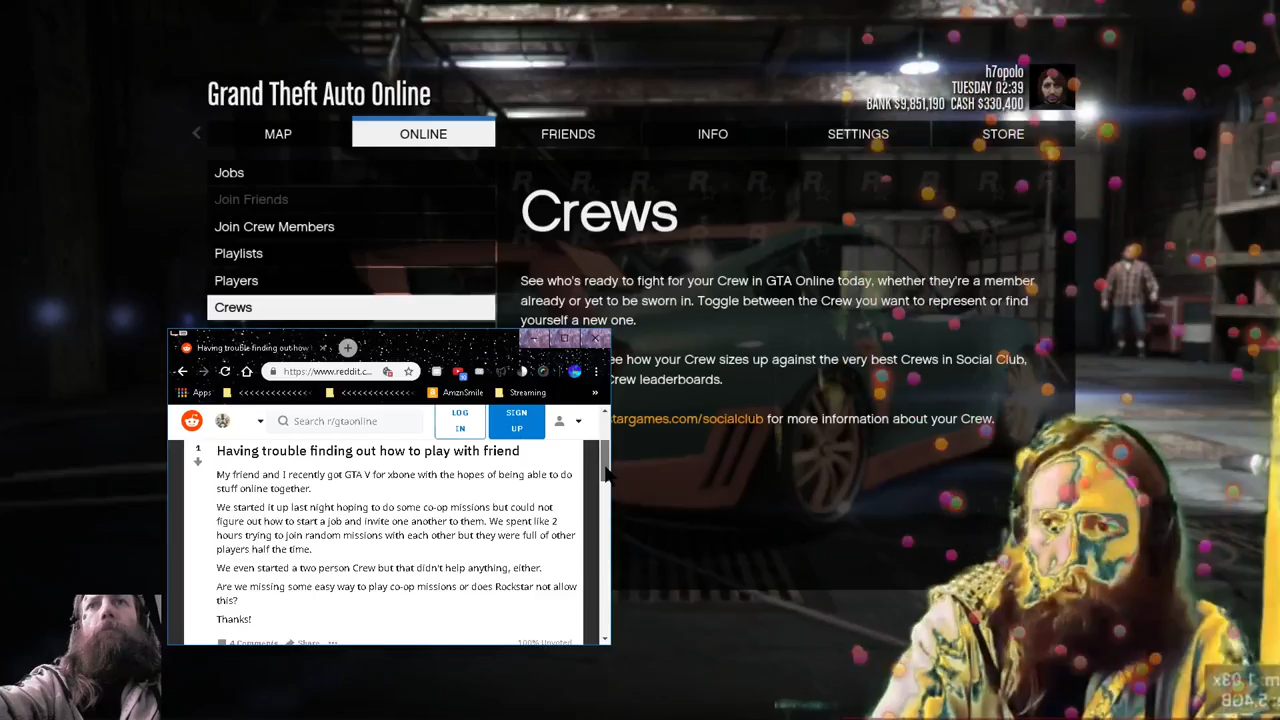 Grand Theft Auto Online
h7opolo
TUESDAY 02:39
BANK $9,851,190 CASH $330,400
MAP
ONLINE
FRIENDS
INFO
SETTINGS
STORE
Jobs
Join Friends
Join Crew Members
Playlists
Players
Crews
Crews
See who's ready to fight for your Crew in GTA Online today, whether they're a member
already or yet to be sworn in. Toggle between the Crew you want to represent or find
yourself a new one.
how your Crew sizes up against the very best Crews in Social Club,
Crew leaderboards.
stargames.com/socialclub for more information about your Crew.
Having trouble finding out how
https://www.reddit.c...
Apps
<<<<<<<<<<<<<
<<<<<<<<<<<<<
AmznSmile
Streaming
»
Search r/gtaonline
LOG
IN
SIGN
UP
1
Having trouble finding out how to play with friend
My friend and I recently got GTA V for xbone with the hopes of being able to do
stuff online together.
We started it up last night hoping to do some co-op missions but could not
figure out how to start a job and invite one another to them. We spent like 2
hours trying to join random missions with each other but they were full of other
players half the time.
We even started a two person Crew but that didn't help anything, either.
Are we missing some easy way to play co-op missions or does Rockstar not allow
this?
Thanks!
4 Comments Share ... 100% Upvoted